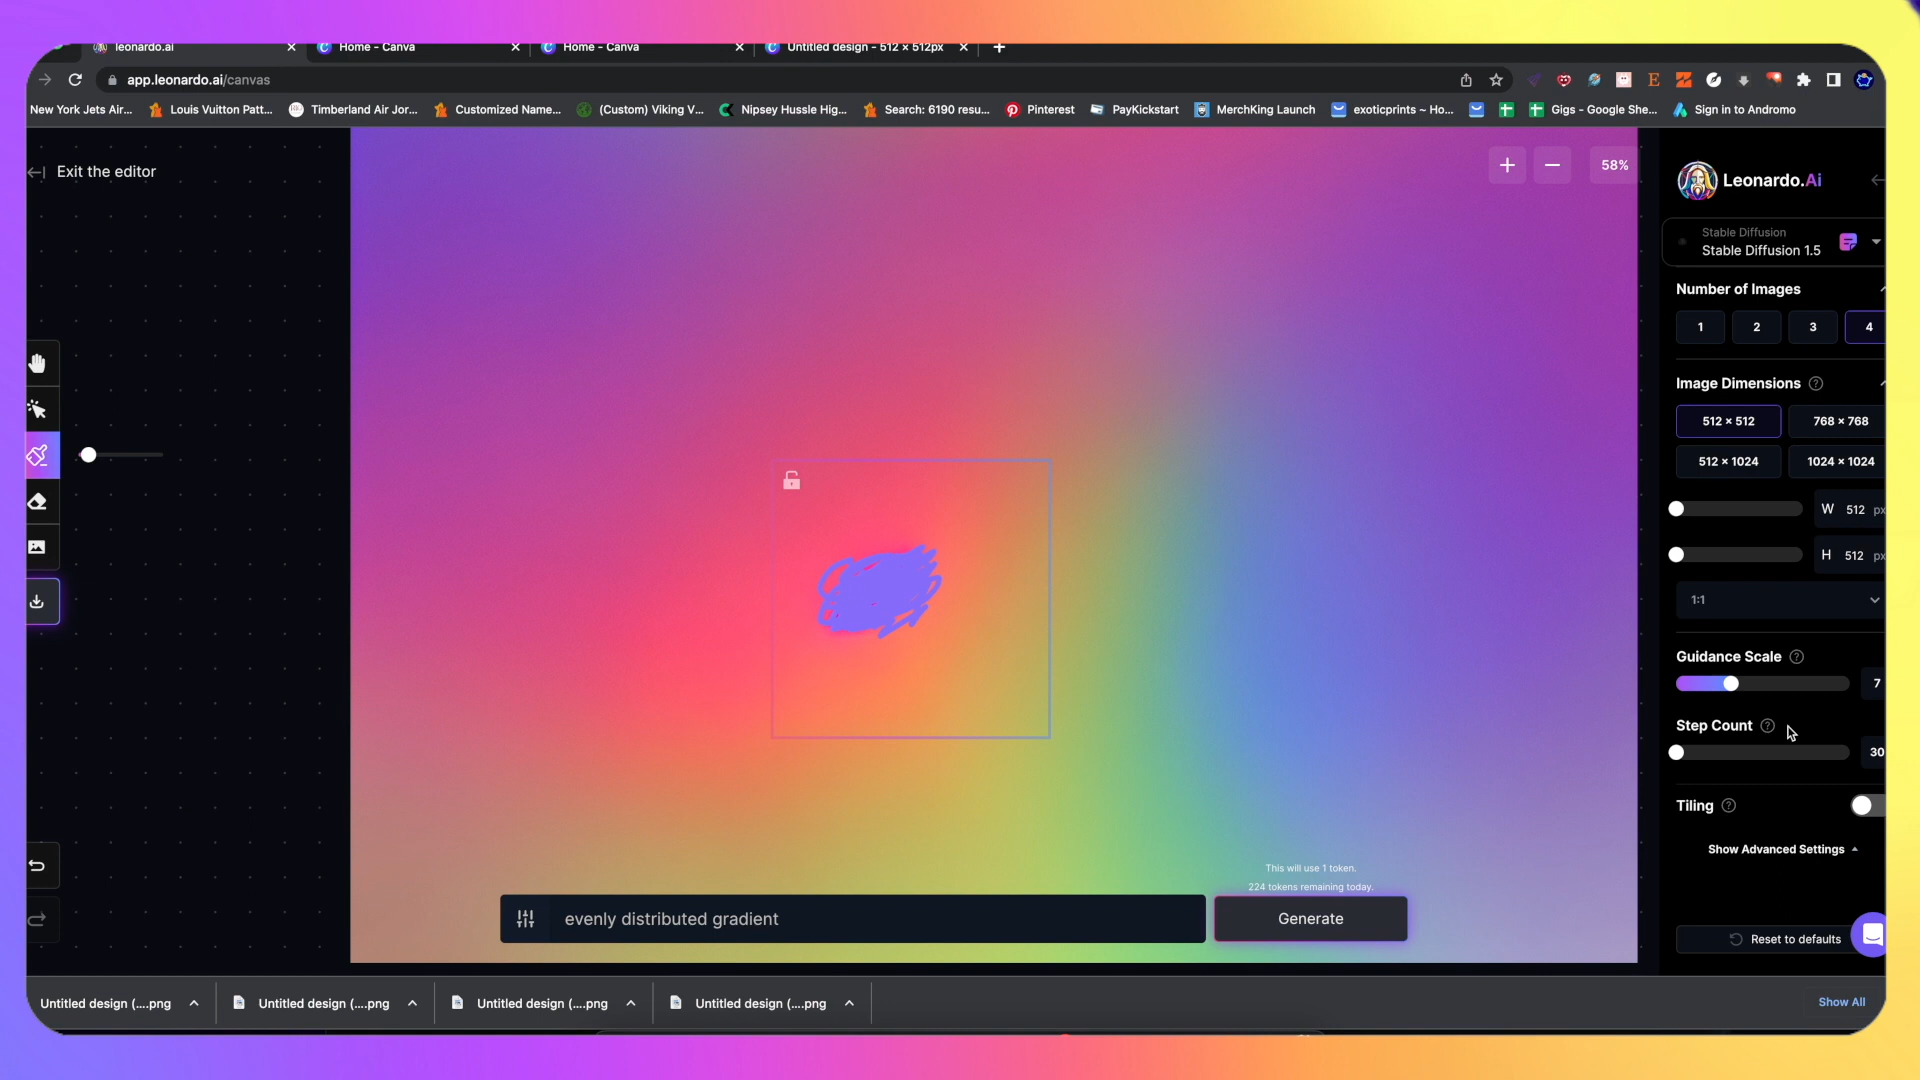 leonardo.ai
Home - Canva
Home - Canva
Untitled design - 512 × 512px
app.leonardo.ai/canvas
New York Jets Air...
Louis Vuitton Patt...
Timberland Air Jor...
Customized Name...
(Custom) Viking V...
Nipsey Hussle Hig...
Search: 6190 resu...
Pinterest
PayKickstart
MerchKing Launch
exoticprints ~ Ho...
Gigs - Google She...
Sign in to Andromo
Exit the editor
58%
Leonardo.Ai
Stable Diffusion
Stable Diffusion 1.5
Number of Images
1 2 3 4
Image Dimensions
512 × 512
768 × 768
512 × 1024
1024 × 1024
W 512 px
H 512 px
1:1
Guidance Scale
7
Step Count
30
Tiling
Show Advanced Settings
This will use 1 token.
224 tokens remaining today.
evenly distributed gradient
Generate
Reset to defaults
Untitled design (....png
Untitled design (....png
Untitled design (....png
Untitled design (....png
Show All